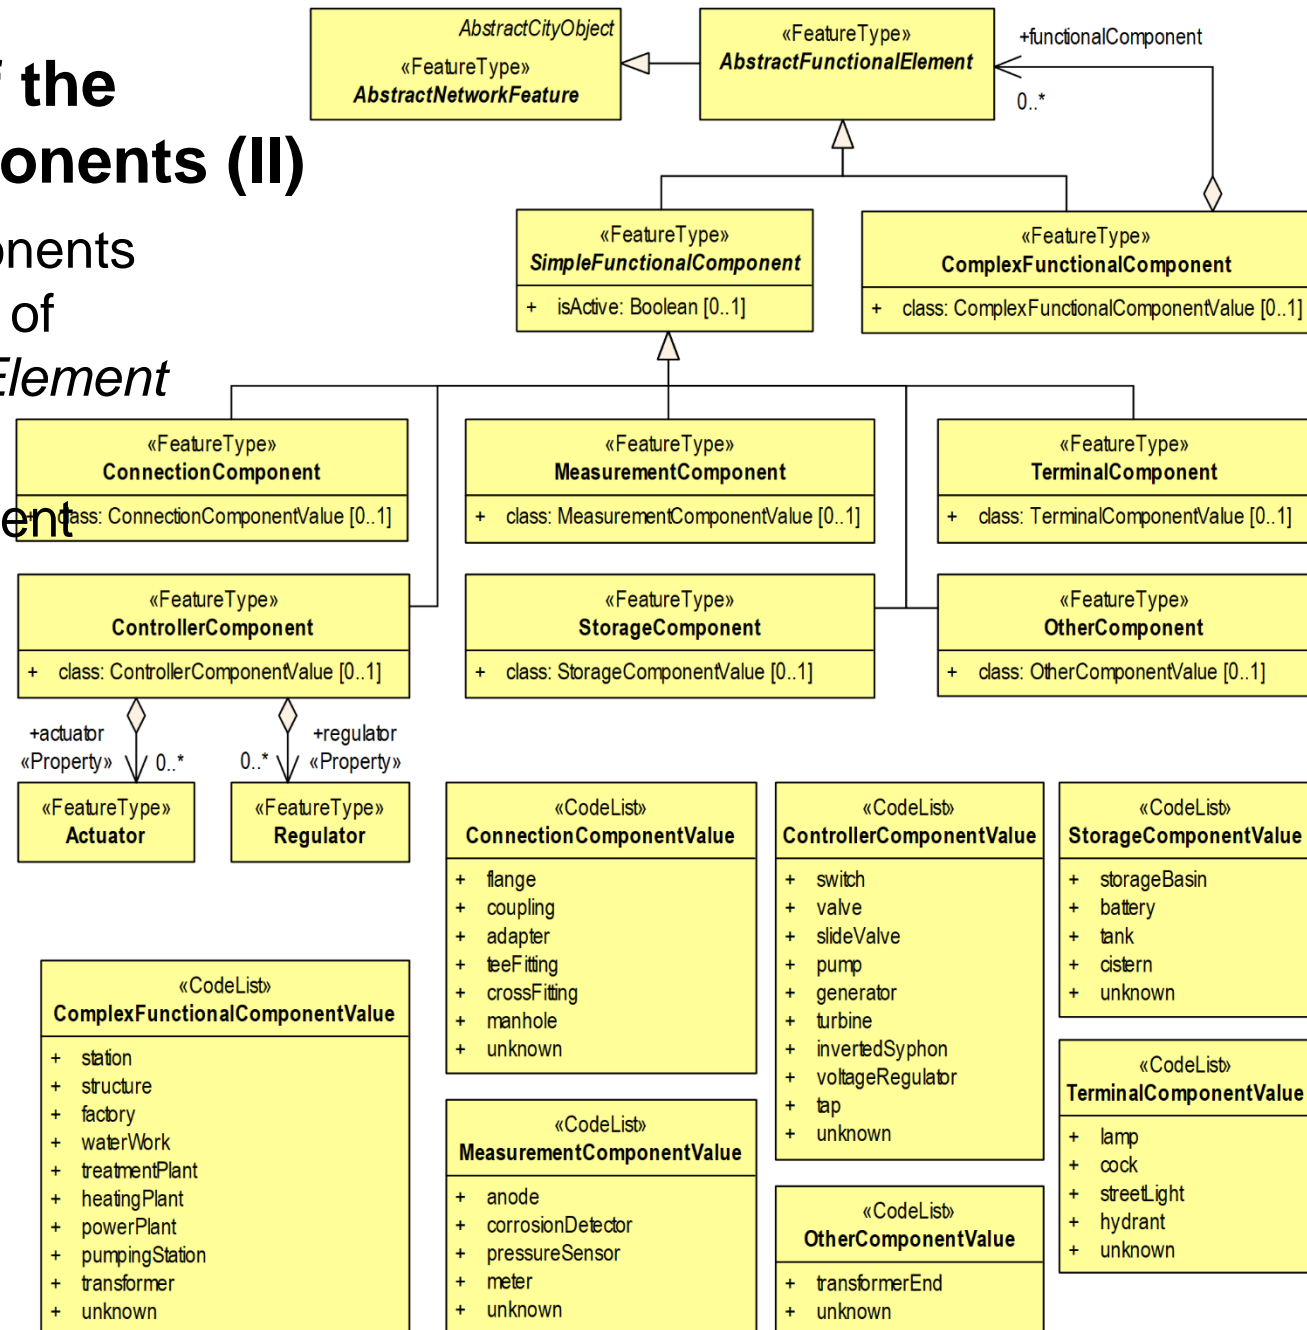 f the
onents (II)
onents
of
Element
ent
AbstractCityObject
«FeatureType»
AbstractNetworkFeature
«FeatureType»
AbstractFunctionalElement
+functionalComponent
0..*
«FeatureType»
SimpleFunctionalComponent
+ isActive: Boolean [0..1]
«FeatureType»
ComplexFunctionalComponent
+ class: ComplexFunctionalComponentValue [0..1]
«FeatureType»
ConnectionComponent
+ class: ConnectionComponentValue [0..1]
«FeatureType»
MeasurementComponent
+ class: MeasurementComponentValue [0..1]
«FeatureType»
TerminalComponent
+ class: TerminalComponentValue [0..1]
«FeatureType»
ControllerComponent
+ class: ControllerComponentValue [0..1]
«FeatureType»
StorageComponent
+ class: StorageComponentValue [0..1]
«FeatureType»
OtherComponent
+ class: OtherComponentValue [0..1]
+actuator
«Property»
0..*
+regulator
0..* «Property»
«FeatureType»
Actuator
«FeatureType»
Regulator
«CodeList»
ConnectionComponentValue
+ flange
+ coupling
+ adapter
+ teeFitting
+ crossFitting
+ manhole
+ unknown
«CodeList»
ControllerComponentValue
+ switch
+ valve
+ slideValve
+ pump
+ generator
+ turbine
+ invertedSyphon
+ voltageRegulator
+ tap
+ unknown
«CodeList»
StorageComponentValue
+ storageBasin
+ battery
+ tank
+ cistern
+ unknown
«CodeList»
ComplexFunctionalComponentValue
+ station
+ structure
+ factory
+ waterWork
+ treatmentPlant
+ heatingPlant
+ powerPlant
+ pumpingStation
+ transformer
+ unknown
«CodeList»
MeasurementComponentValue
+ anode
+ corrosionDetector
+ pressureSensor
+ meter
+ unknown
«CodeList»
OtherComponentValue
+ transformerEnd
+ unknown
«CodeList»
TerminalComponentValue
+ lamp
+ cock
+ streetLight
+ hydrant
+ unknown